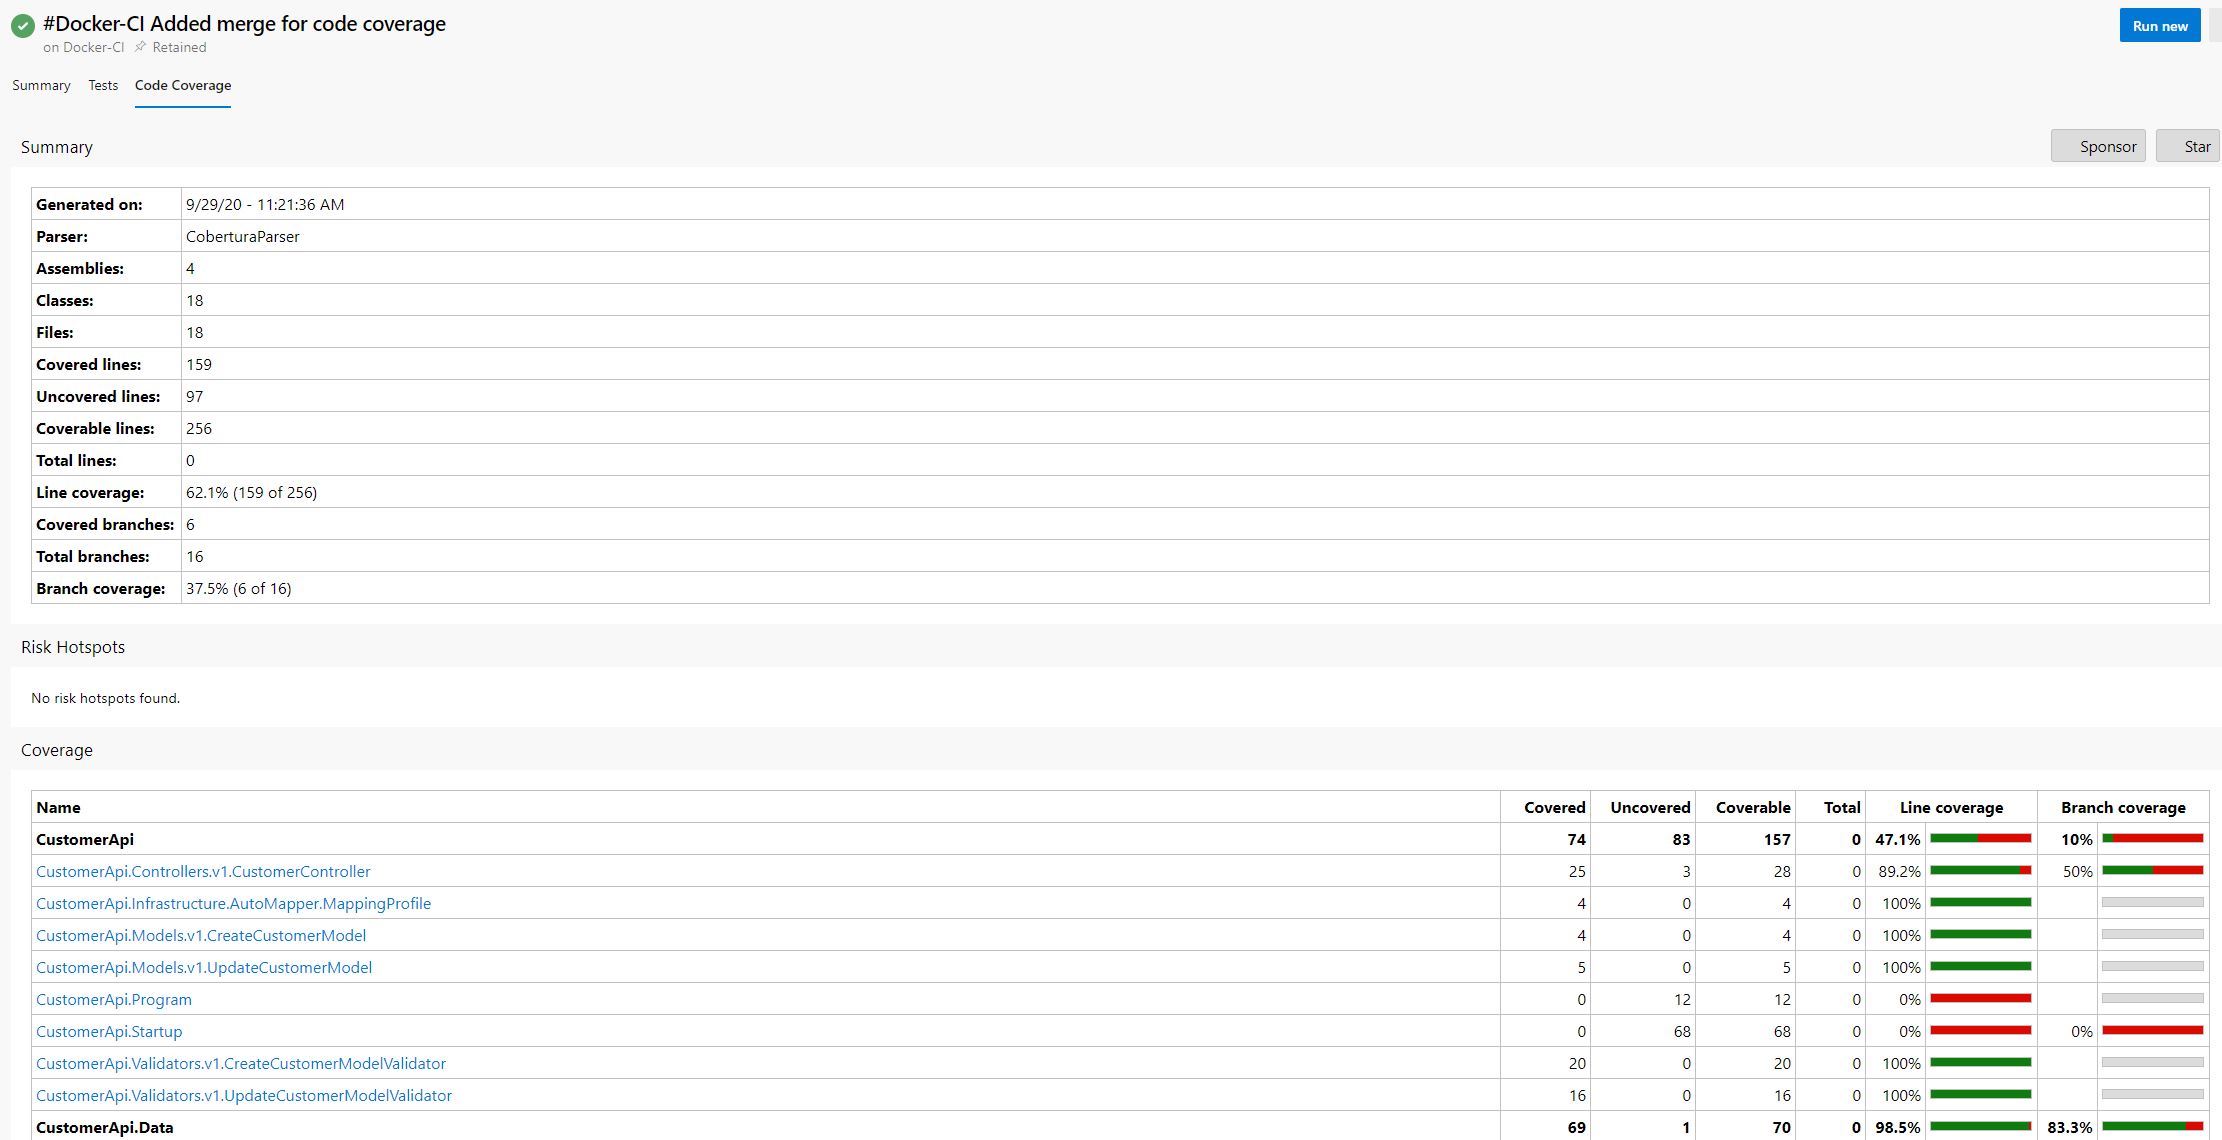 #Docker-CI Added merge for code coverage
on Docker-CI Retained
Run new
Summary Tests Code Coverage
Summary
Sponsor Star
Generated on: 9/29/20 - 11:21:36 AM
Parser: CoberturaParser
Assemblies: 4
Classes: 18
Files: 18
Covered lines: 159
Uncovered lines: 97
Coverable lines: 256
Total lines: 0
Line coverage: 62.1% (159 of 256)
Covered branches: 6
Total branches: 16
Branch coverage: 37.5% (6 of 16)
Risk Hotspots
No risk hotspots found.
Coverage
Name Covered Uncovered Coverable Total Line coverage Branch coverage
CustomerApi 74 83 157 0 47.1% 10%
CustomerApi.Controllers.v1.CustomerController 25 3 28 0 89.2% 50%
CustomerApi.Infrastructure.AutoMapper.MappingProfile 4 0 4 0 100%
CustomerApi.Models.v1.CreateCustomerModel 4 0 4 0 100%
CustomerApi.Models.v1.UpdateCustomerModel 5 0 5 0 100%
CustomerApi.Program 0 12 12 0 0%
CustomerApi.Startup 0 68 68 0 0% 0%
CustomerApi.Validators.v1.CreateCustomerModelValidator 20 0 20 0 100%
CustomerApi.Validators.v1.UpdateCustomerModelValidator 16 0 16 0 100%
CustomerApi.Data 69 1 70 0 98.5% 83.3%